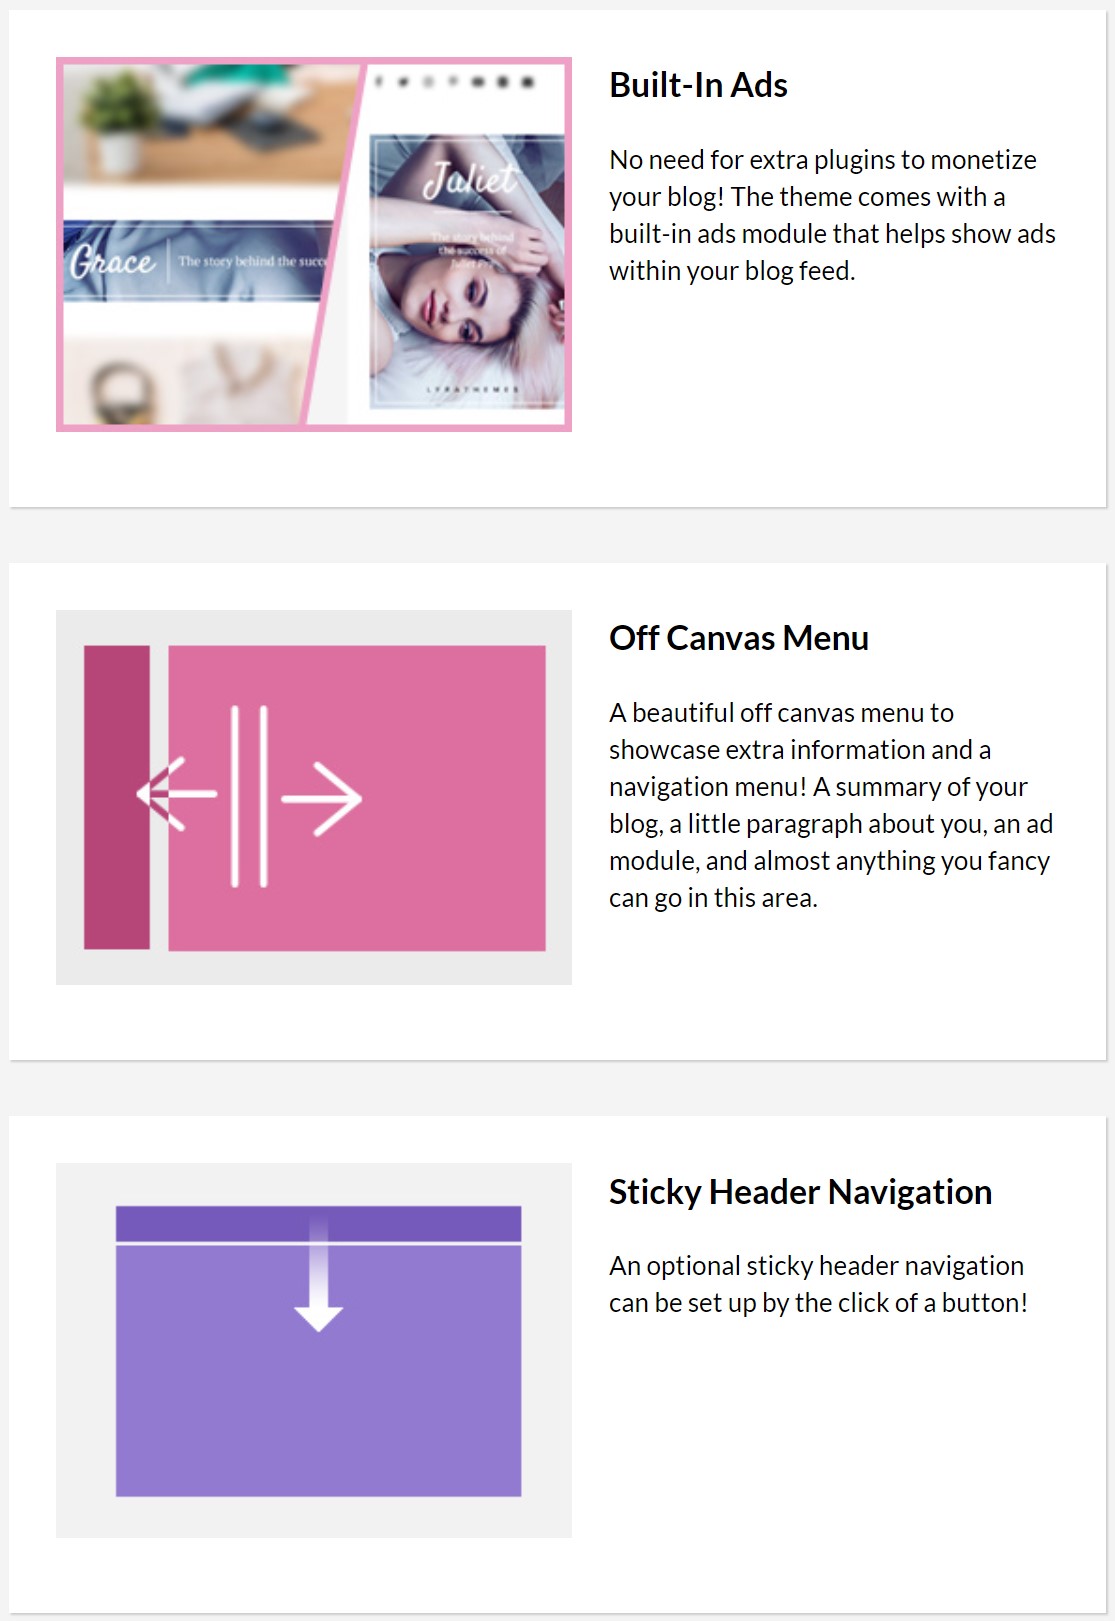 Built-In Ads
No need for extra plugins to monetize
your blog! The theme comes with a
built-in ads module that helps show ads
within your blog feed.
Juliet
The story behind
the success of
Grace
The story behind the succ
LYRATHEMES
Off Canvas Menu
A beautiful off canvas menu to
showcase extra information and a
navigation menu! A summary of your
blog, a little paragraph about you, an ad
module, and almost anything you fancy
can go in this area.
Sticky Header Navigation
An optional sticky header navigation
can be set up by the click of a button!